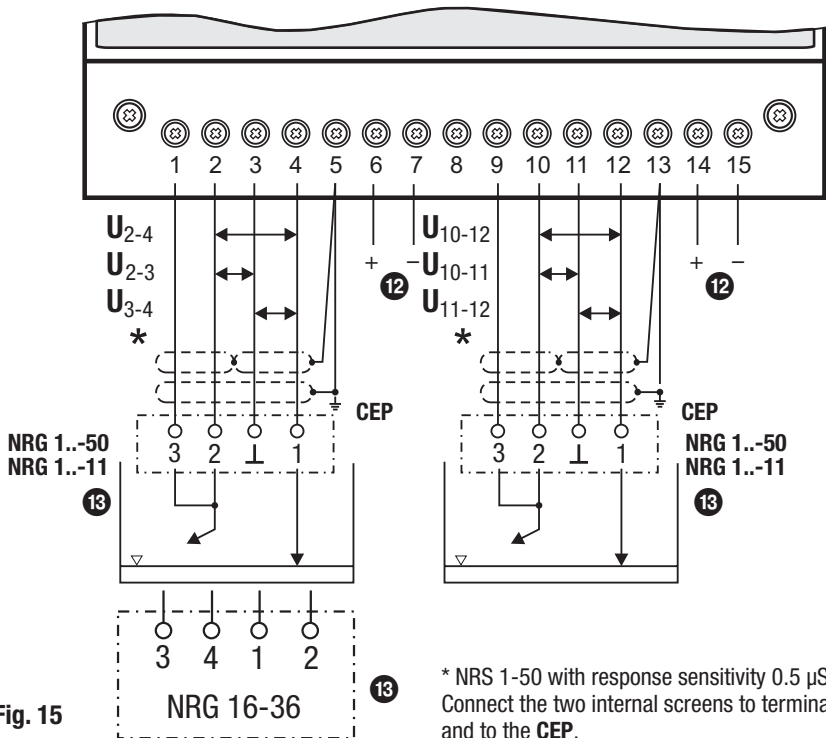 1 2 3 4 5 6 7 8 9 10 11 12 13 14 15
U2-4
U2-3
U3-4
*
+ −
12
U10-12
U10-11
U11-12
*
+ −
12
CEP
CEP
NRG 1..-50
NRG 1..-11
13
3 2 ⊥ 1
3 2 ⊥ 1
NRG 1..-50
NRG 1..-11
13
3 4 1 2
NRG 16-36
13
Fig. 15
* NRS 1-50 with response sensitivity 0.5 µS
Connect the two internal screens to
and to the CEP.